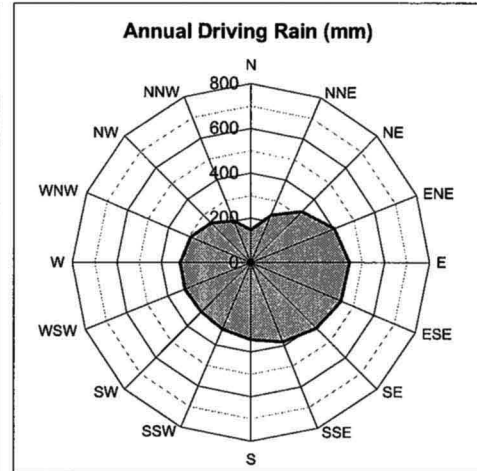 Annual Driving Rain (mm)
N
NNW
800
NNE
NW
600
NE
400
WNW
ENE
200
W
0
E
WSW
ESE
SW
SE
SSW
SSE
S